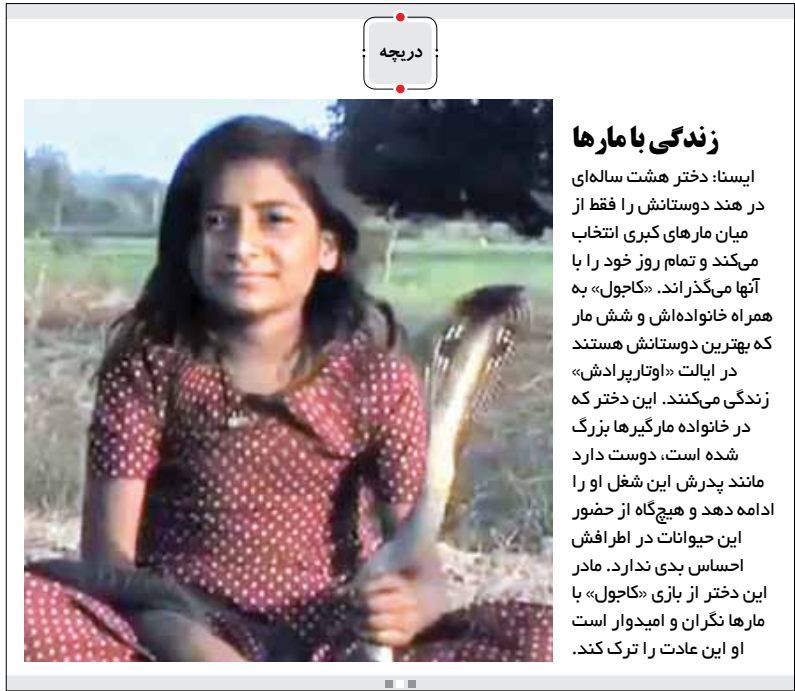 دریچه
زندگی با مارها
ایسنا: دختر هشت ساله‌ای
در هند دوستانش را فقط از
میان مارهای کبری انتخاب
می‌کند و تمام روز خود را با
آنها می‌گذراند. «کاجول» به
همراه خانواده‌اش و شش مار
که بهترین دوستانش هستند
در ایالت «اوتارپرادش»
زندگی می‌کنند. این دختر که
در خانواده مارگیرها بزرگ
شده است، دوست دارد
مانند پدرش این شغل او را
ادامه دهد و هیچ‌گاه از حضور
این حیوانات در اطرافش
احساس بدی ندارد. مادر
این دختر از بازی «کاجول» با
مارها نگران و امیدوار است
او این عادت را ترک کند.